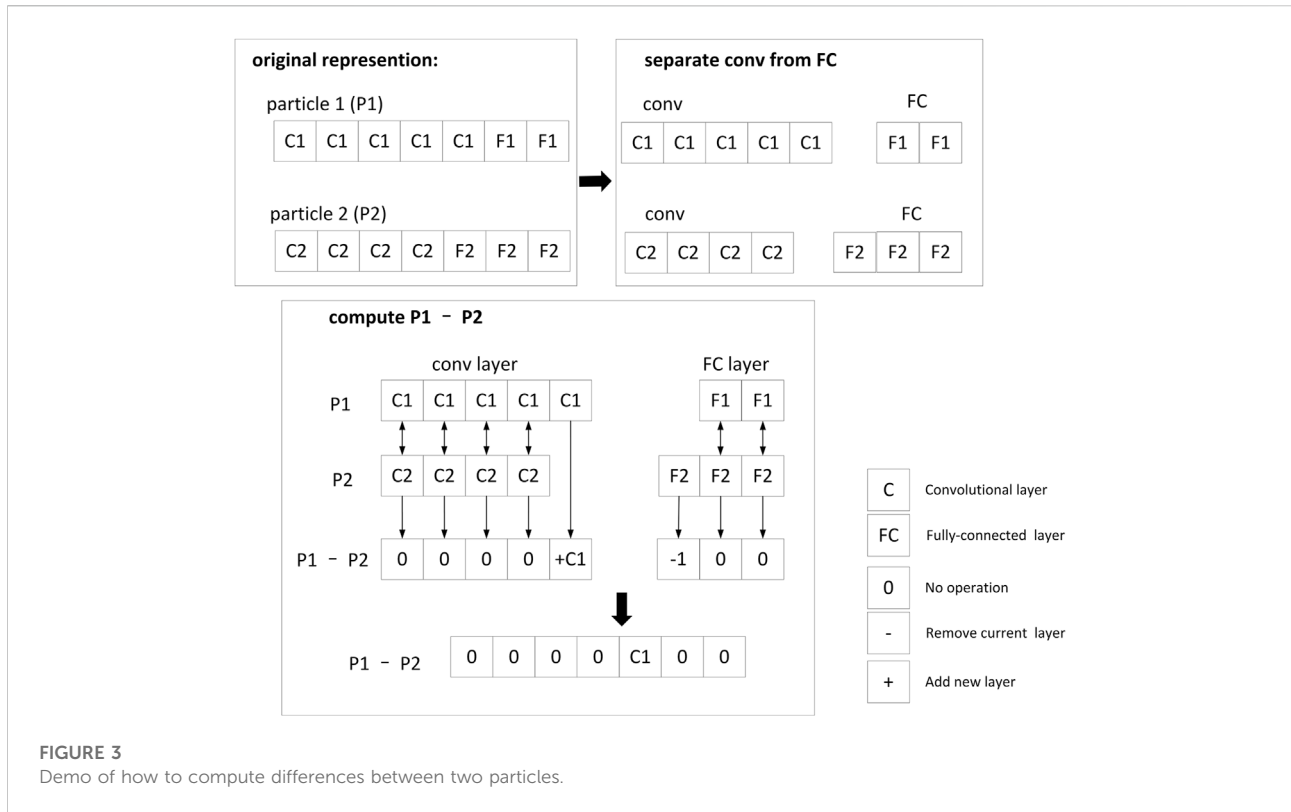 original represention:
particle 1 (P1)
C1 C1 C1 C1 C1 F1 F1
particle 2 (P2)
C2 C2 C2 C2 F2 F2 F2
separate conv from FC
conv FC
C1 C1 C1 C1 C1 F1 F1
conv FC
C2 C2 C2 C2 F2 F2 F2
compute P1 - P2
conv layer FC layer
P1 C1 C1 C1 C1 C1 F1 F1
P2 C2 C2 C2 C2 F2 F2 F2
P1 - P2 0 0 0 0 +C1 -1 0 0
P1 - P2 0 0 0 0 C1 0 0
C Convolutional layer
FC Fully-connected layer
0 No operation
- Remove current layer
+ Add new layer
FIGURE 3
Demo of how to compute differences between two particles.